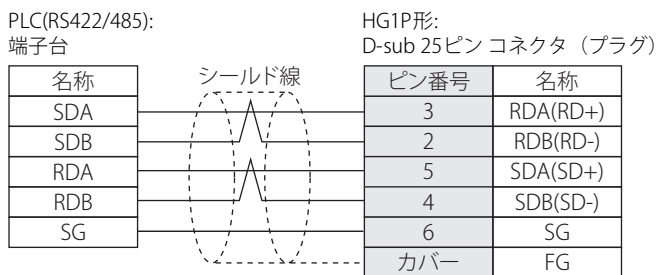 PLC(RS422/485):
端子台
HG1P形:
D-sub 25ピン コネクタ（プラグ）
名称 シールド線 ピン番号 名称
SDA 3 RDA(RD+)
SDB 2 RDB(RD-)
RDA 5 SDA(SD+)
RDB 4 SDB(SD-)
SG 6 SG
カバー FG